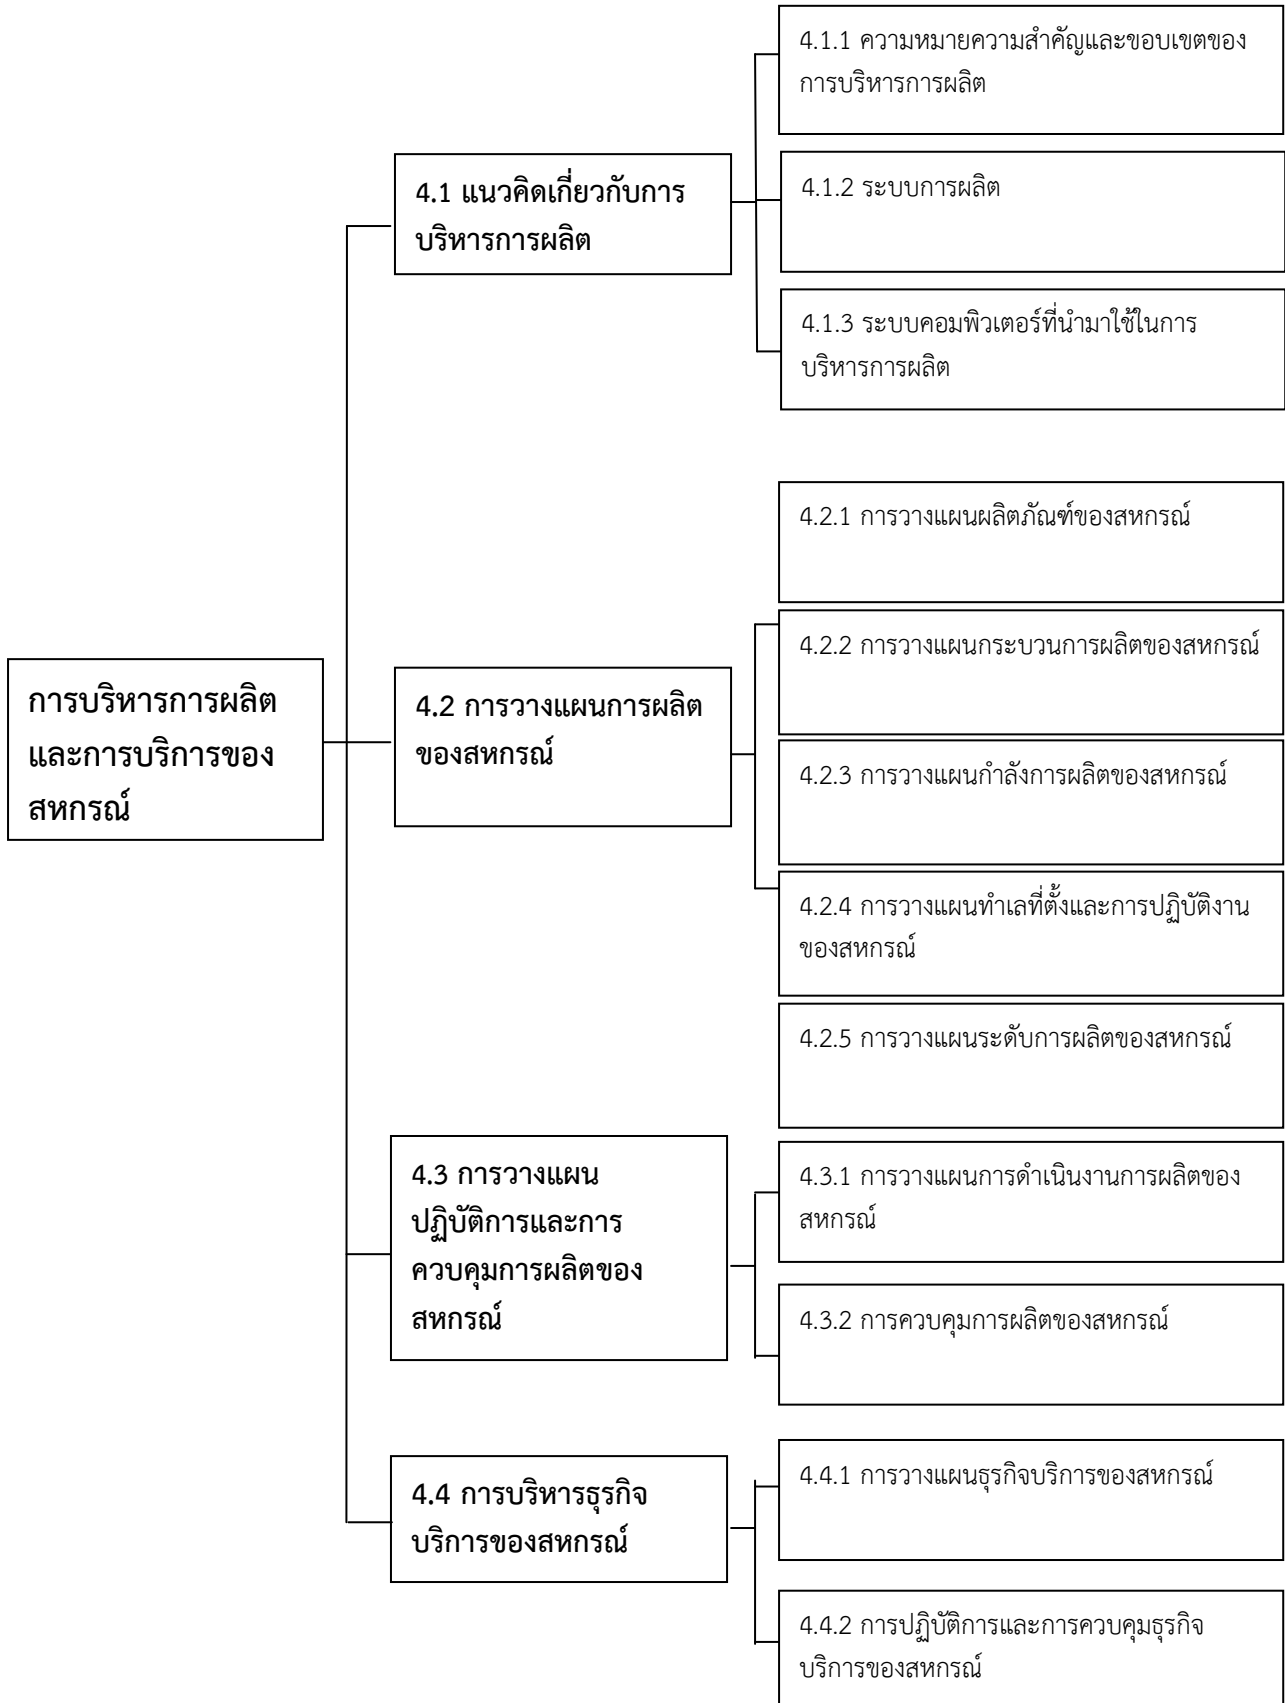 4.1.1 ความหมายความสำคัญและขอบเขตของ
การบริหารการผลิต
4.1 แนวคิดเกี่ยวกับการ
บริหารการผลิต
4.1.2 ระบบการผลิต
4.1.3 ระบบคอมพิวเตอร์ที่นำมาใช้ในการ
บริหารการผลิต
4.2.1 การวางแผนผลิตภัณฑ์ของสหกรณ์
4.2.2 การวางแผนกระบวนการผลิตของสหกรณ์
การบริหารการผลิต
และการบริการของ
สหกรณ์
4.2 การวางแผนการผลิต
ของสหกรณ์
4.2.3 การวางแผนกำลังการผลิตของสหกรณ์
4.2.4 การวางแผนทำเลที่ตั้งและการปฏิบัติงาน
ของสหกรณ์
4.2.5 การวางแผนระดับการผลิตของสหกรณ์
4.3 การวางแผน
ปฏิบัติการและการ
ควบคุมการผลิตของ
สหกรณ์
4.3.1 การวางแผนการดำเนินงานการผลิตของ
สหกรณ์
4.3.2 การควบคุมการผลิตของสหกรณ์
4.4 การบริหารธุรกิจ
บริการของสหกรณ์
4.4.1 การวางแผนธุรกิจบริการของสหกรณ์
4.4.2 การปฏิบัติการและการควบคุมธุรกิจ
บริการของสหกรณ์